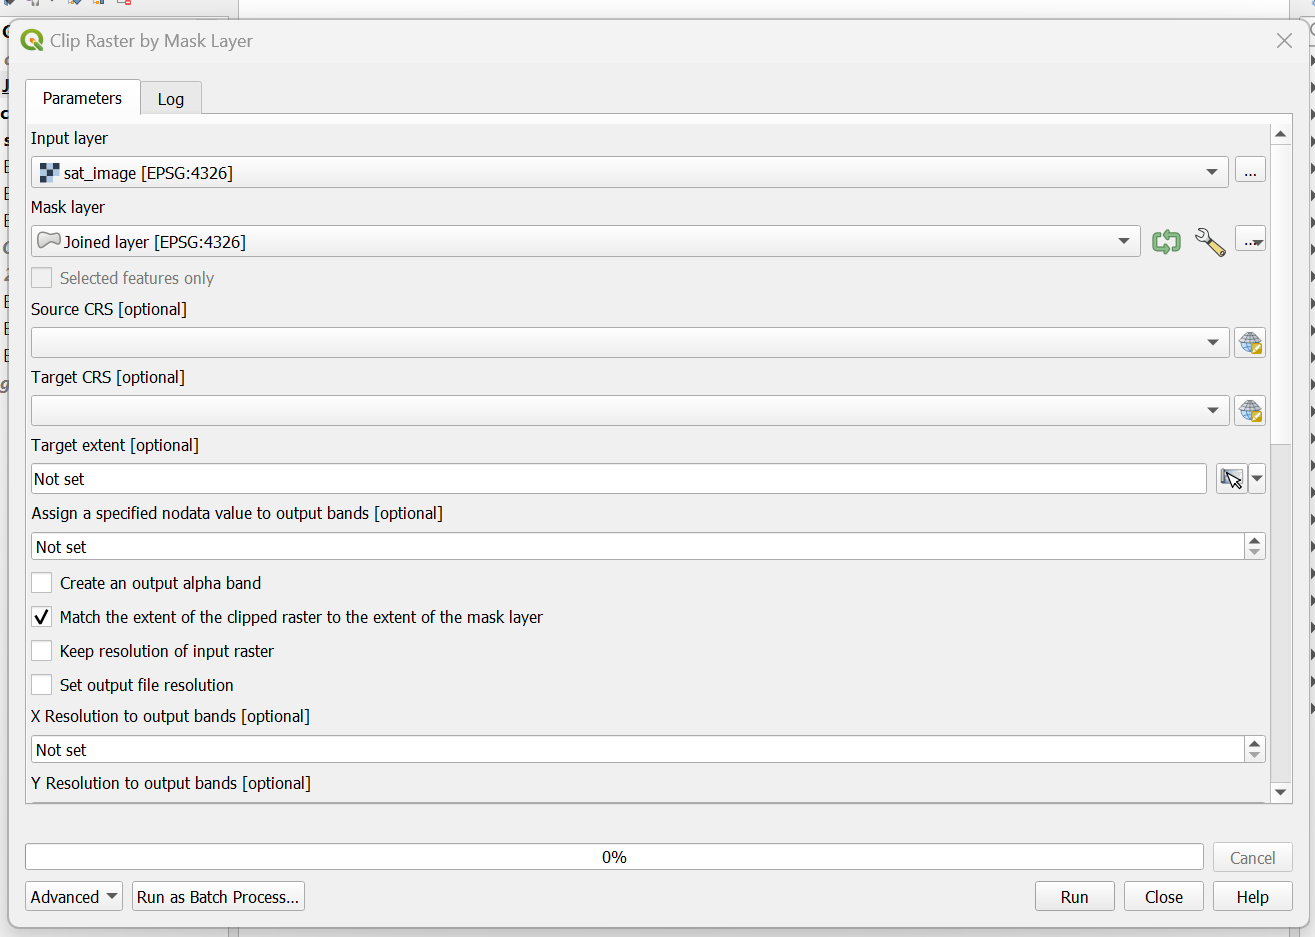 Clip Raster by Mask Layer
Parameters Log
Input layer
sat_image [EPSG:4326]
...
Mask layer
Joined layer [EPSG:4326]
...
Selected features only
Source CRS [optional]
Target CRS [optional]
Target extent [optional]
Not set
Assign a specified nodata value to output bands [optional]
Not set
Create an output alpha band
Match the extent of the clipped raster to the extent of the mask layer
Keep resolution of input raster
Set output file resolution
X Resolution to output bands [optional]
Not set
Y Resolution to output bands [optional]
0%
Cancel
Advanced Run as Batch Process... Run Close Help